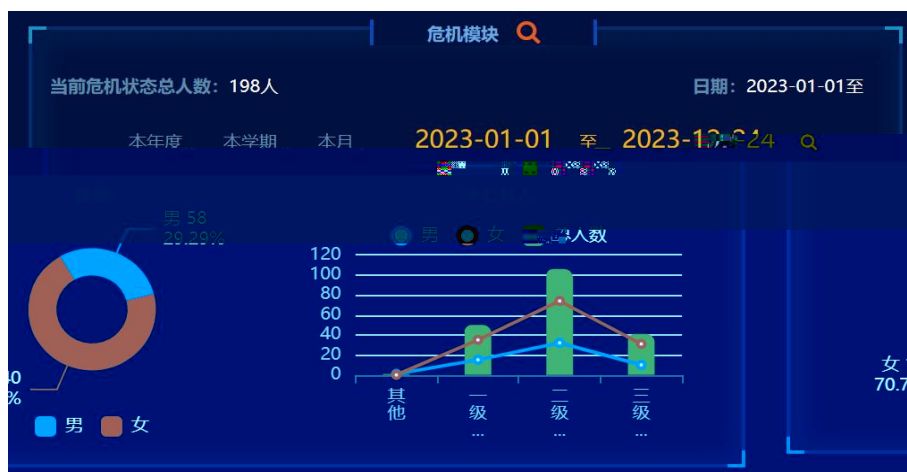 危机模块
当前危机状态总人数：198人
日期：2023-01-01至
本年度 本学期 本月 2023-01-01 至
男 58
29.29%
男 女 人数
120
100
80
60
40
20
0
其他
一级...
二级...
三级...
40
%
男 女
女
70.7